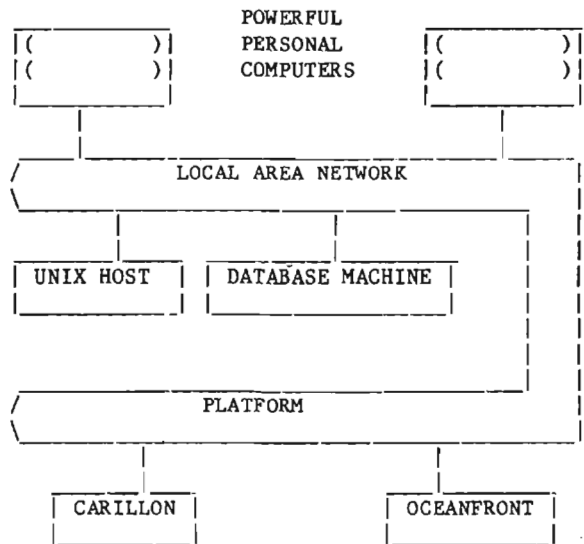 POWERFUL
PERSONAL
COMPUTERS
LOCAL AREA NETWORK
UNIX HOST
DATABASE MACHINE
PLATFORM
CARILLON
OCEANFRONT